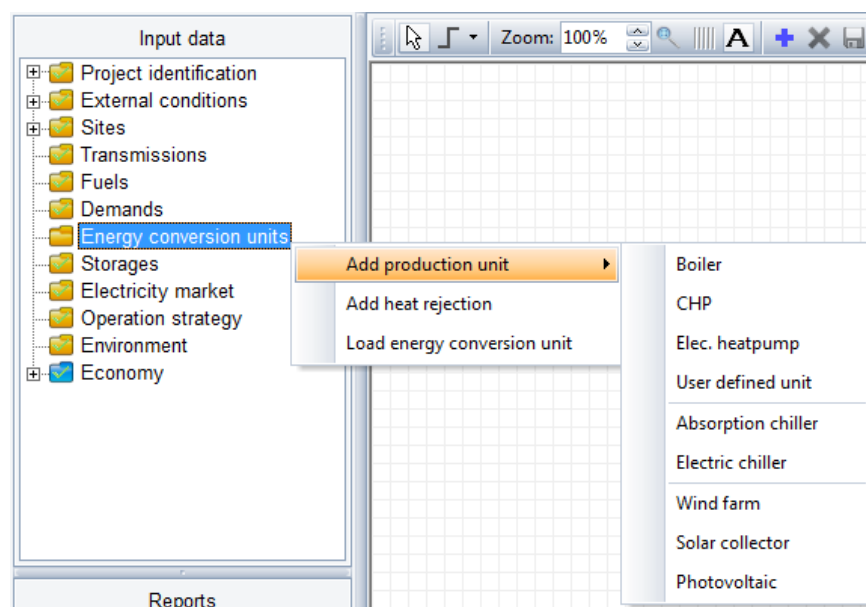 Input data
Zoom: 100%
A
Project identification
External conditions
Sites
Transmissions
Fuels
Demands
Energy conversion units
Storages
Electricity market
Operation strategy
Environment
Economy
Add production unit
Add heat rejection
Load energy conversion unit
Boiler
CHP
Elec. heatpump
User defined unit
Absorption chiller
Electric chiller
Wind farm
Solar collector
Photovoltaic
Reports